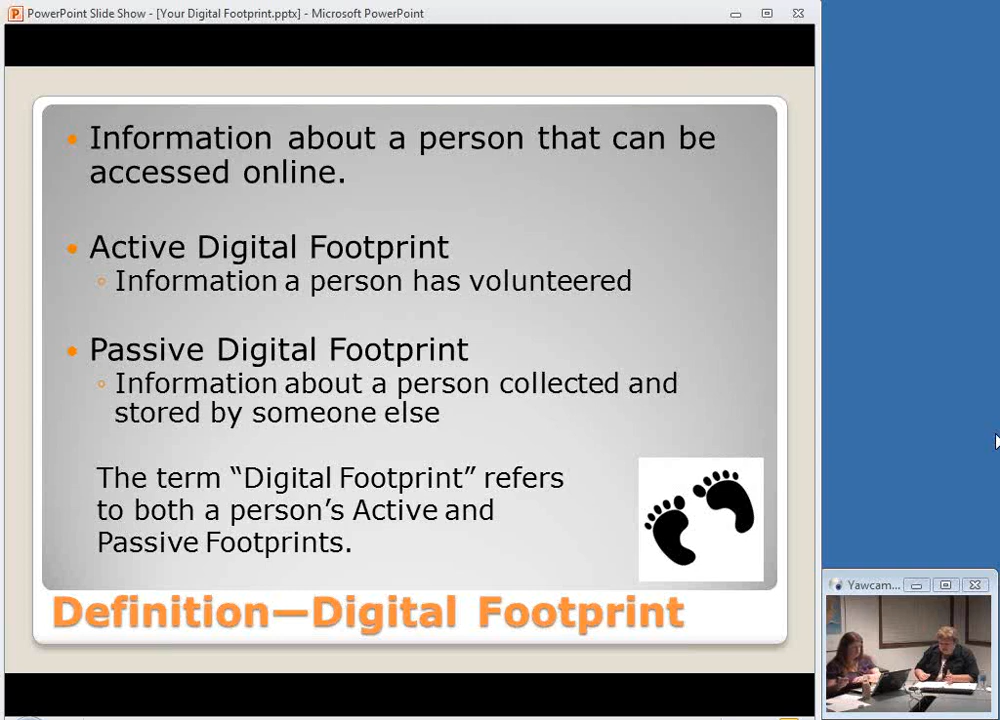 PowerPoint Slide Show - [Your Digital Footprint.pptx] - Microsoft PowerPoint
Information about a person that can be
accessed online.
Active Digital Footprint
Information a person has volunteered
Passive Digital Footprint
Information about a person collected and
stored by someone else
The term “Digital Footprint” refers
to both a person’s Active and
Passive Footprints.
Definition—Digital Footprint
Yawcam...